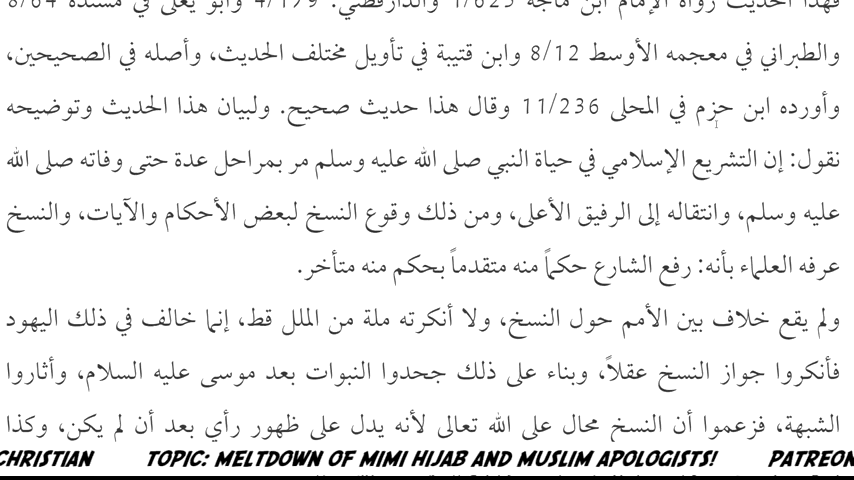 فهذا الحديث رواه الإمام ابن ماجه 1/625 والدارقطني: 4/179 وأبو يعلى في مسنده 8/64
والطبراني في معجمه الأوسط 8/12 وابن قتيبة في تأويل مختلف الحديث، وأصله في الصحيحين،
وأورده ابن حزم في المحلى 11/236 وقال هذا حديث صحيح. ولبيان هذا الحديث وتوضيحه
نقول: إن التشريع الإسلامي في حياة النبي صلى الله عليه وسلم مر بمراحل عدة حتى وفاته صلى الله
عليه وسلم، وانتقاله إلى الرفيق الأعلى، ومن ذلك وقوع النسخ لبعض الأحكام والآيات، والنسخ
عرفه العلماء بأنه: رفع الشارع حكماً منه متقدماً بحكم منه متأخر.
ولم يقع خلاف بين الأمم حول النسخ، ولا أنكرته ملة من الملل قط، إنما خالف في ذلك اليهود
فأنكروا جواز النسخ عقلاً، وبناء على ذلك جحدوا النبوات بعد موسى عليه السلام، وأثاروا
الشبهة، فزعموا أن النسخ محال على الله تعالى لأنه يدل على ظهور رأي بعد أن لم يكن، وكذا
CHRISTIAN TOPIC: MELTDOWN OF MIMI HIJAB AND MUSLIM APOLOGISTS! PATREON